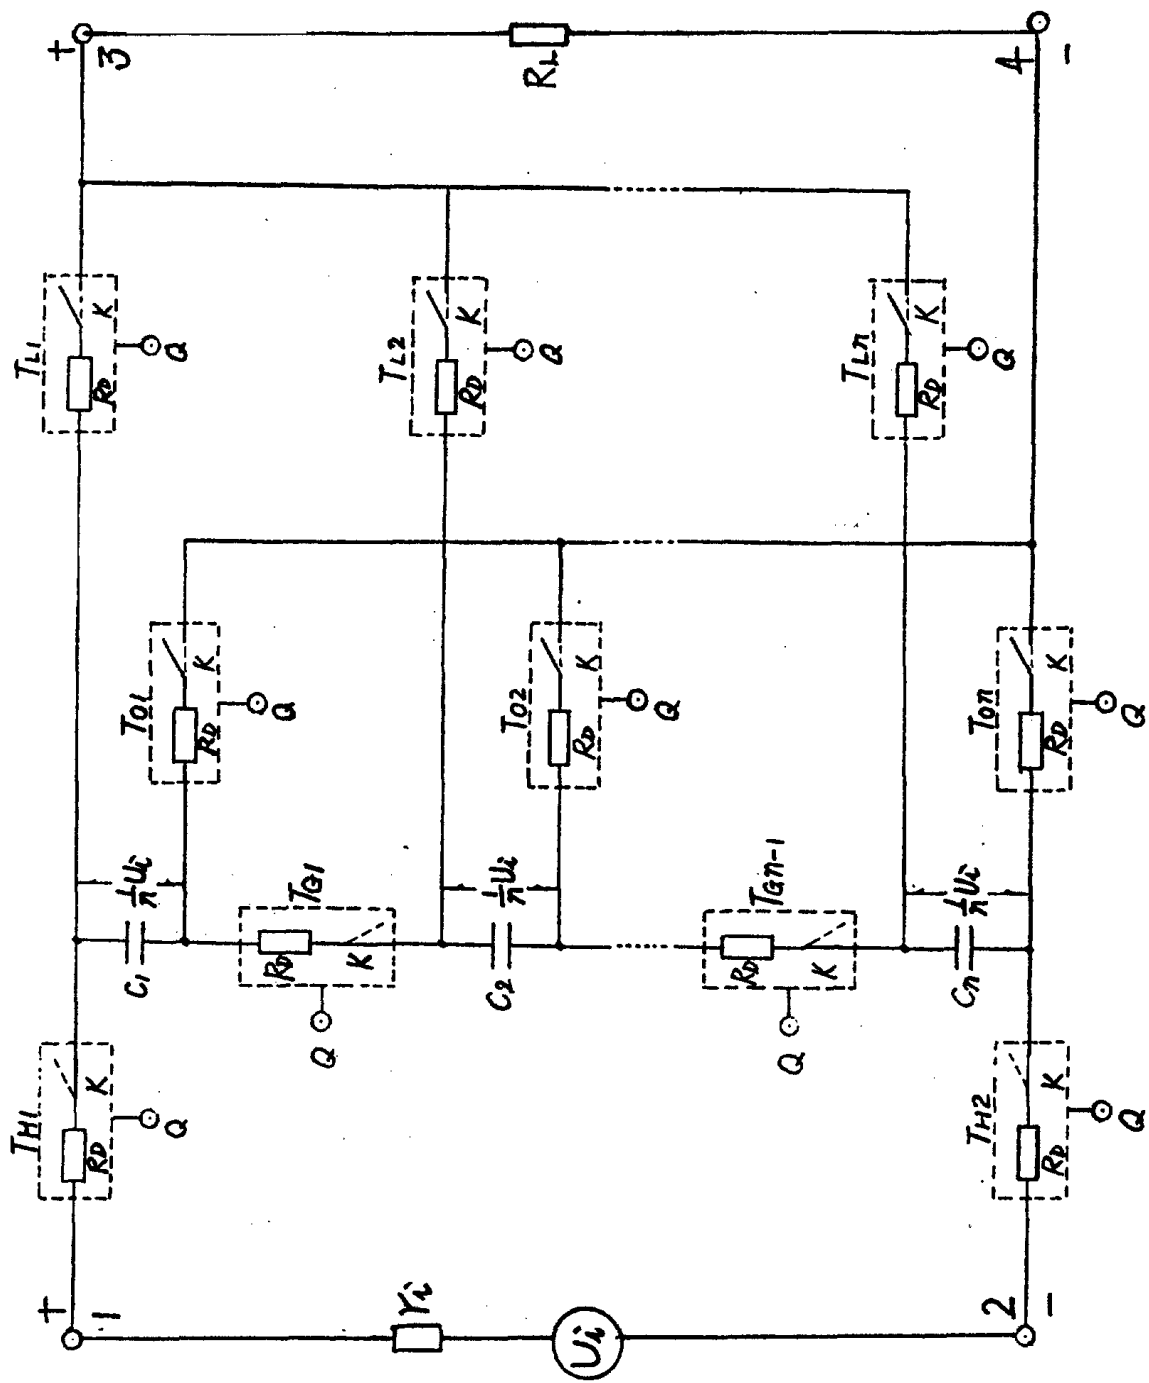 +
3
RL
4
-
TL1
K
RD
Q
TL2
K
RD
Q
TLn
K
RD
Q
TO1
K
RD
Q
TO2
K
RD
Q
TOn
K
RD
Q
1/n Ui
C1
TG1
RD
K
Q
1/n Ui
C2
TGn-1
RD
K
Q
1/n Ui
Cn
TH1
K
RD
Q
TH2
K
RD
Q
+
1
ri
Ui
2
-